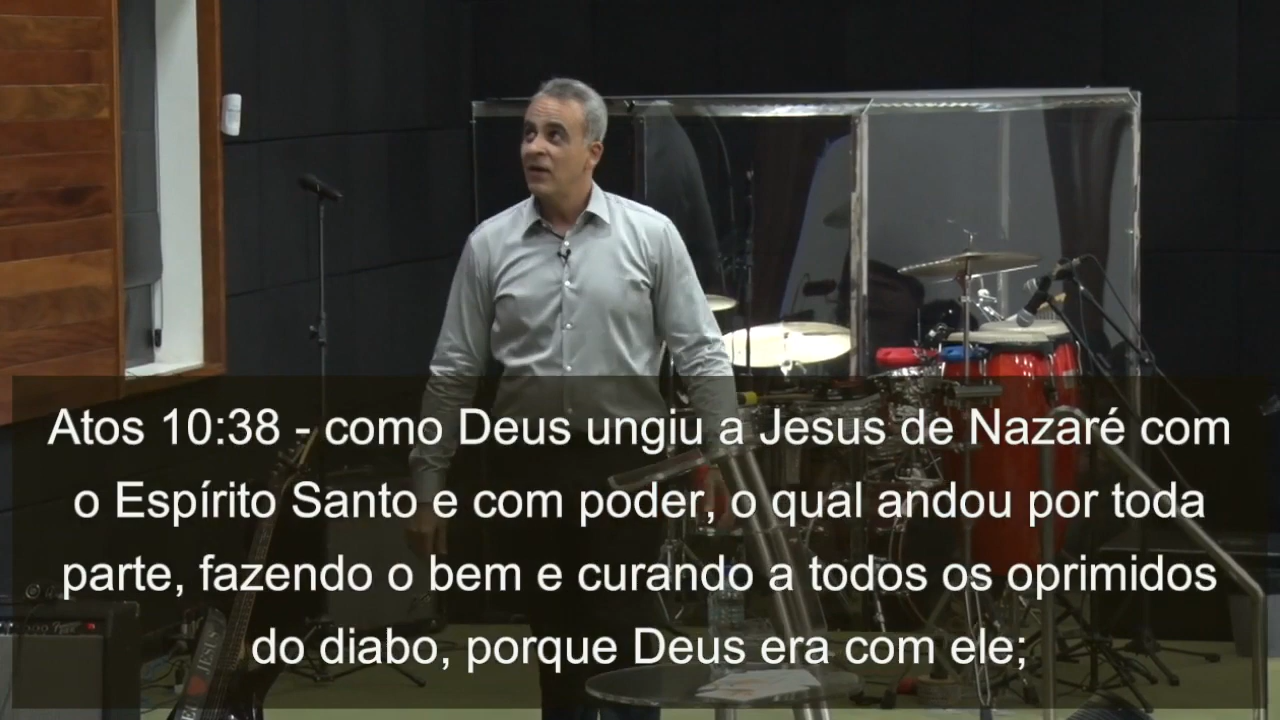 Atos 10:38 - como Deus ungiu a Jesus de Nazaré com
o Espírito Santo e com poder, o qual andou por toda
parte, fazendo o bem e curando a todos os oprimidos
do diabo, porque Deus era com ele;
JESUS